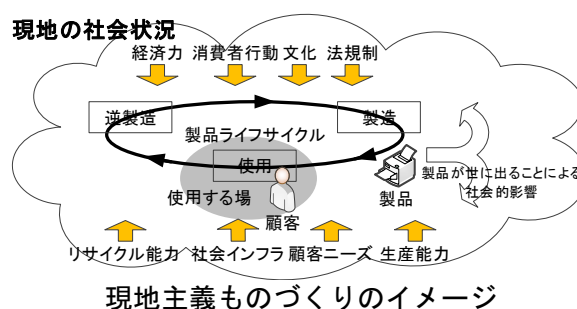 現地の社会状況
経済力 消費者行動 文化 法規制
逆製造
製造
製品ライフサイクル
使用
使用する場
顧客
製品
製品が世に出ることによる
社会的影響
リサイクル能力 社会インフラ 顧客ニーズ 生産能力
現地主義ものづくりのイメージ